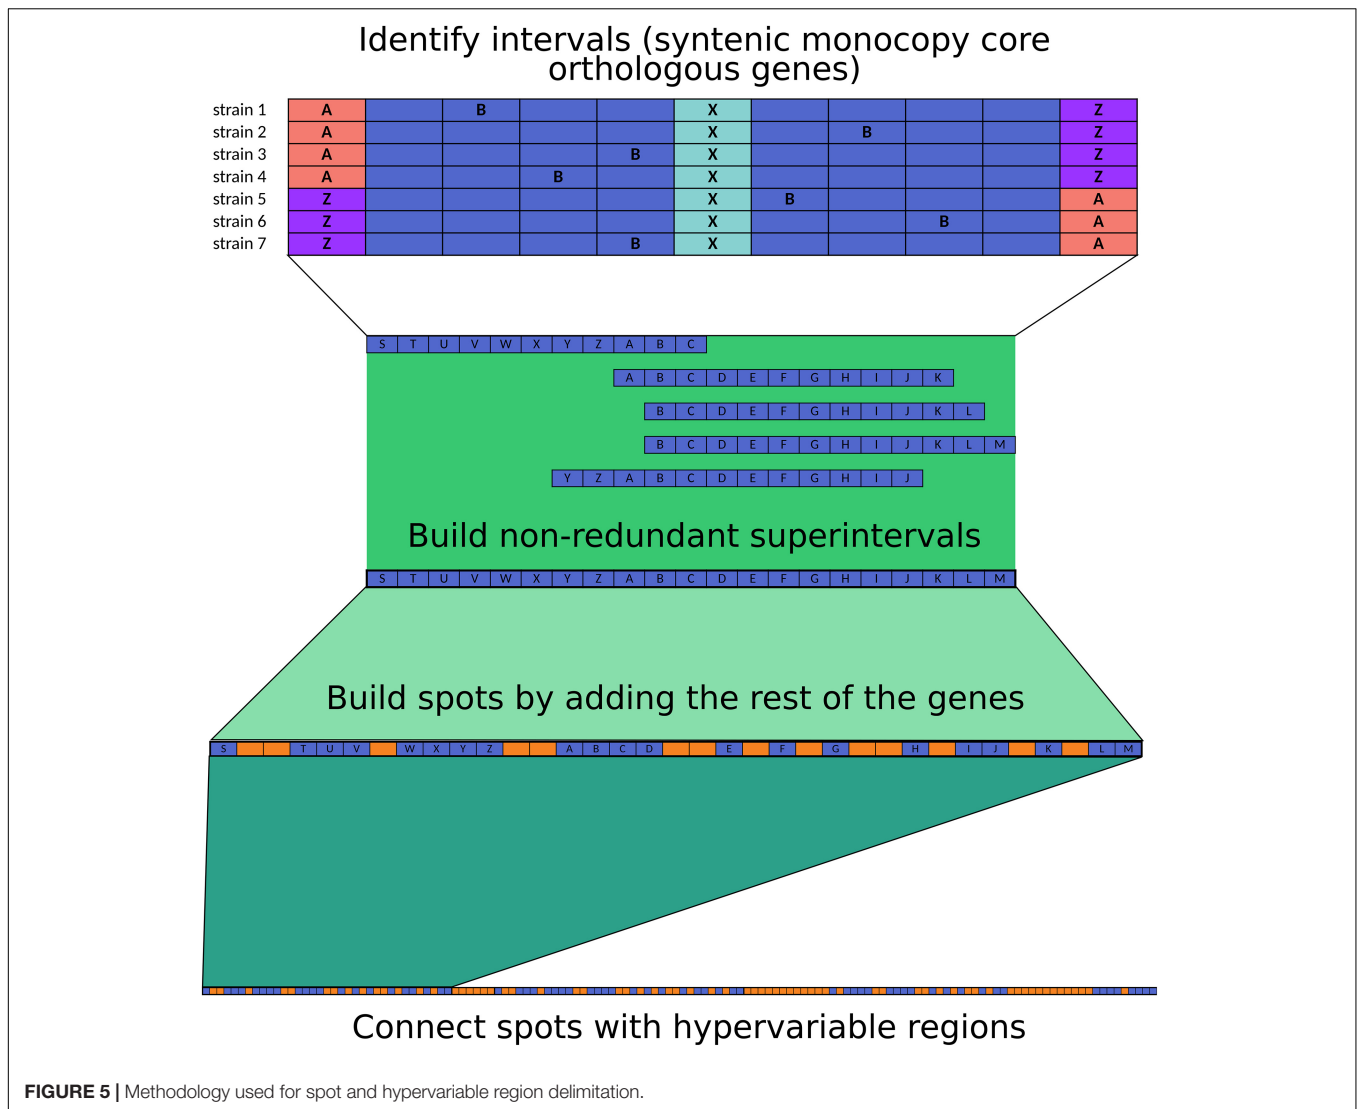 Identify intervals (syntenic monocopy core
orthologous genes)
strain 1 A B X Z
strain 2 A X B Z
strain 3 A B X Z
strain 4 A B X Z
strain 5 Z X B A
strain 6 Z X B A
strain 7 Z B X A
S T U V W X Y Z A B C
A B C D E F G H I J K
B C D E F G H I J K L
B C D E F G H I J K L M
Y Z A B C D E F G H I J
Build non-redundant superintervals
S T U V W X Y Z A B C D E F G H I J K L M
Build spots by adding the rest of the genes
S T U V W X Y Z A B C D E F G H I J K L M
Connect spots with hypervariable regions
FIGURE 5 | Methodology used for spot and hypervariable region delimitation.